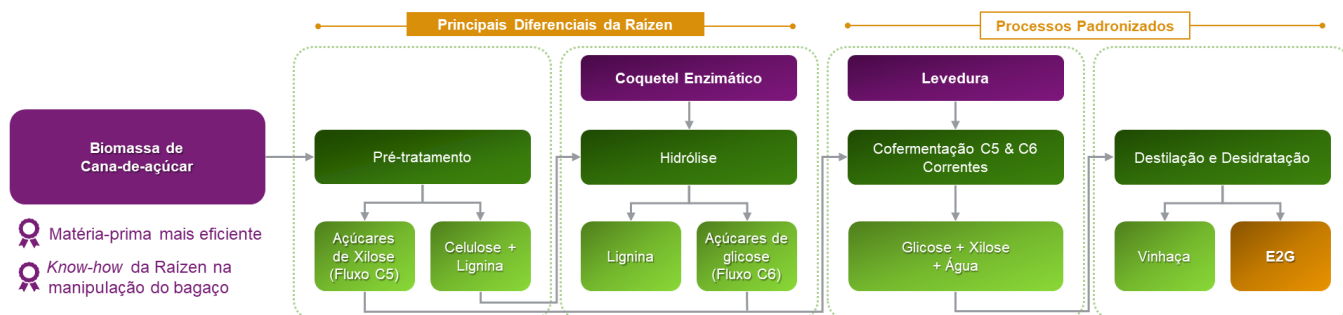 Principais Diferenciais da Raízen
Processos Padronizados
Coquetel Enzimático
Levedura
Biomassa de
Cana-de-açúcar
Pré-tratamento
Hidrólise
Cofermentação C5 & C6
Correntes
Destilação e Desidratação
Matéria-prima mais eficiente
Know-how da Raízen na
manipulação do bagaço
Açúcares
de Xilose
(Fluxo C5)
Celulose +
Lignina
Lignina
Açúcares de
glicose
(Fluxo C6)
Glicose + Xilose
+ Água
Vinhaça
E2G